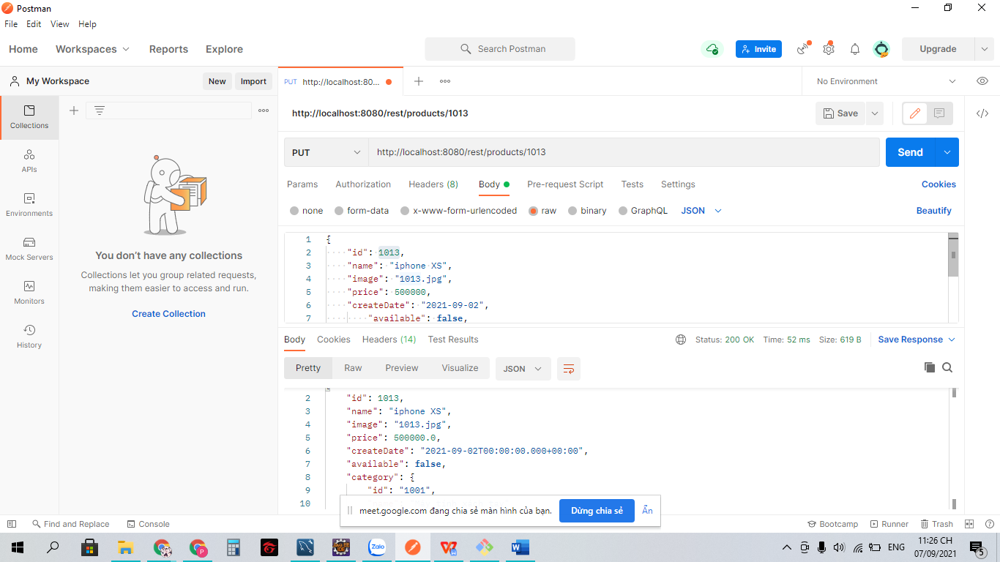 Postman
File Edit View Help
Home Workspaces Reports Explore Search Postman Invite Upgrade
My Workspace New Import PUT http://localhost:80... No Environment
http://localhost:8080/rest/products/1013 Save
PUT http://localhost:8080/rest/products/1013 Send
Params Authorization Headers (8) Body Pre-request Script Tests Settings Cookies
none form-data x-www-form-urlencoded raw binary GraphQL JSON Beautify
Collections
APIs
Environments
Mock Servers
Monitors
History
You don't have any collections
Collections let you group related requests,
making them easier to access and run.
Create Collection
1 {
2 "id": 1013,
3 "name": "iphone XS",
4 "image": "1013.jpg",
5 "price": 500000,
6 "createDate": "2021-09-02",
7 "available": false,
Body Cookies Headers (14) Test Results Status: 200 OK Time: 52 ms Size: 619 B Save Response
Pretty Raw Preview Visualize JSON
2 "id": 1013,
3 "name": "iphone XS",
4 "image": "1013.jpg",
5 "price": 500000.0,
6 "createDate": "2021-09-02T00:00:00.000+00:00",
7 "available": false,
8 "category": {
9 "id": "1001",
10
meet.google.com đang chia sẻ màn hình của bạn. Dừng chia sẻ Ẩn
Find and Replace Console Bootcamp Runner Trash
Zalo P W ENG 11:26 CH
07/09/2021 5